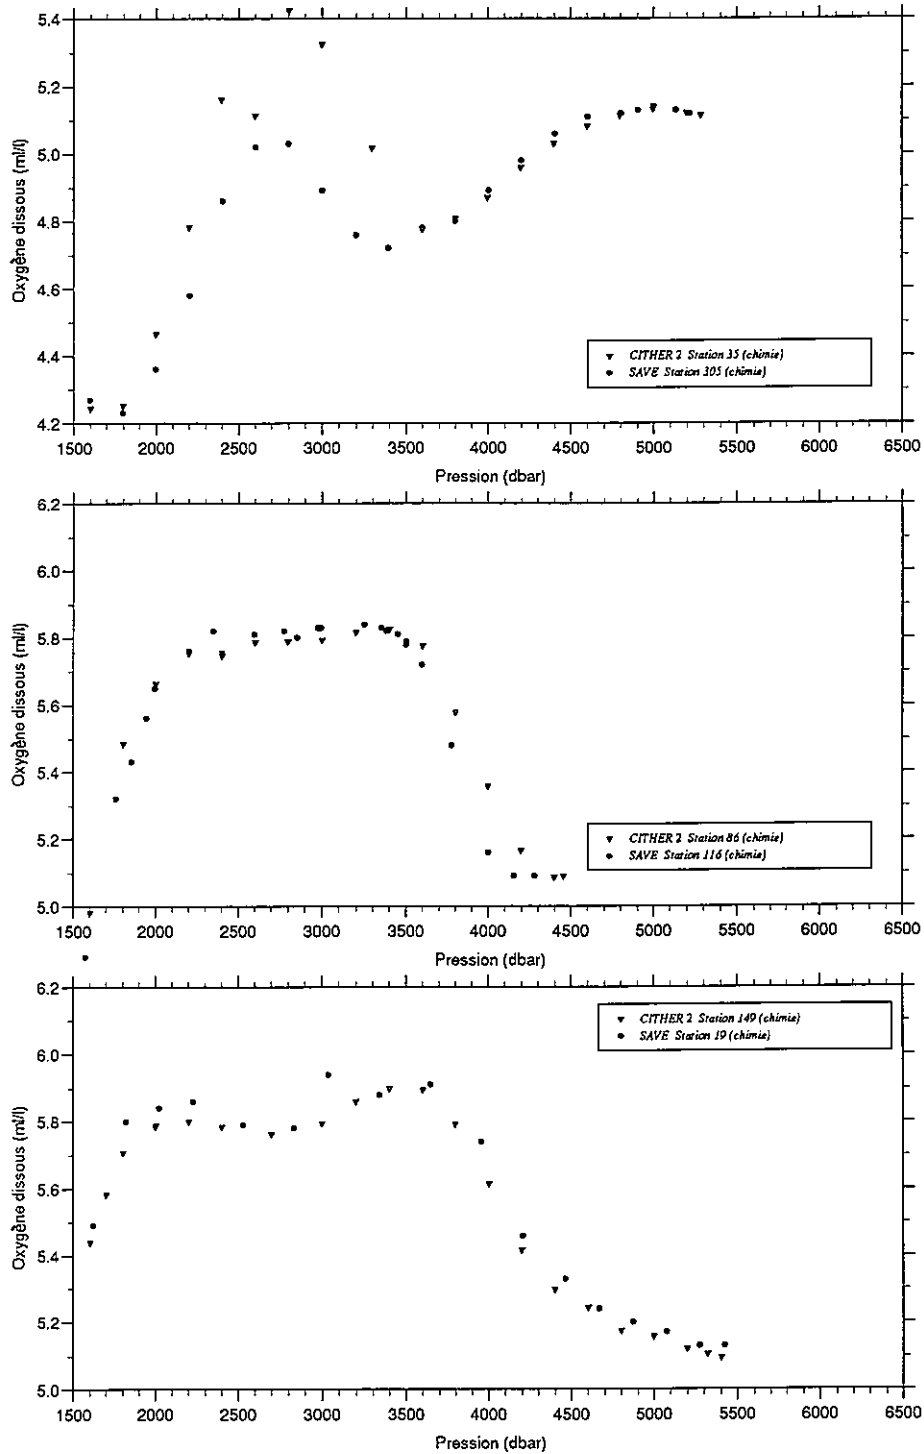 5.4
5.2
5.0
4.8
4.6
4.4
4.2
Oxygène dissous (ml/l)
CITHER 2 Station 35 (chimie)
SAVE Station 305 (chimie)
1500 2000 2500 3000 3500 4000 4500 5000 5500 6000 6500
Pression (dbar)
6.2
6.0
5.8
5.6
5.4
5.2
5.0
Oxygène dissous (ml/l)
CITHER 2 Station 86 (chimie)
SAVE Station 116 (chimie)
1500 2000 2500 3000 3500 4000 4500 5000 5500 6000 6500
Pression (dbar)
6.2
6.0
5.8
5.6
5.4
5.2
5.0
Oxygène dissous (ml/l)
CITHER 2 Station 149 (chimie)
SAVE Station 19 (chimie)
1500 2000 2500 3000 3500 4000 4500 5000 5500 6000 6500
Pression (dbar)